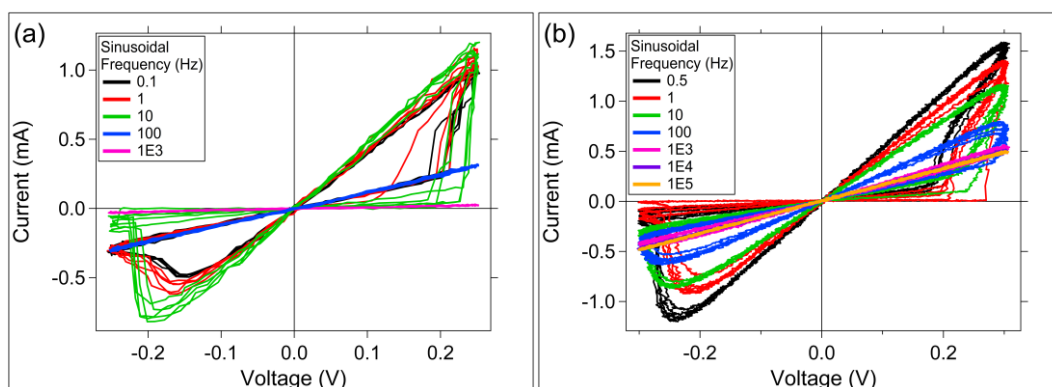 (a)
Sinusoidal
Frequency (Hz)
0.1
1
10
100
1E3
1.0
0.5
0.0
-0.5
Current (mA)
-0.2
-0.1
0.0
0.1
0.2
Voltage (V)
(b)
Sinusoidal
Frequency (Hz)
0.5
1
10
100
1E3
1E4
1E5
1.5
1.0
0.5
0.0
-0.5
-1.0
Current (mA)
-0.2
0.0
0.2
Voltage (V)